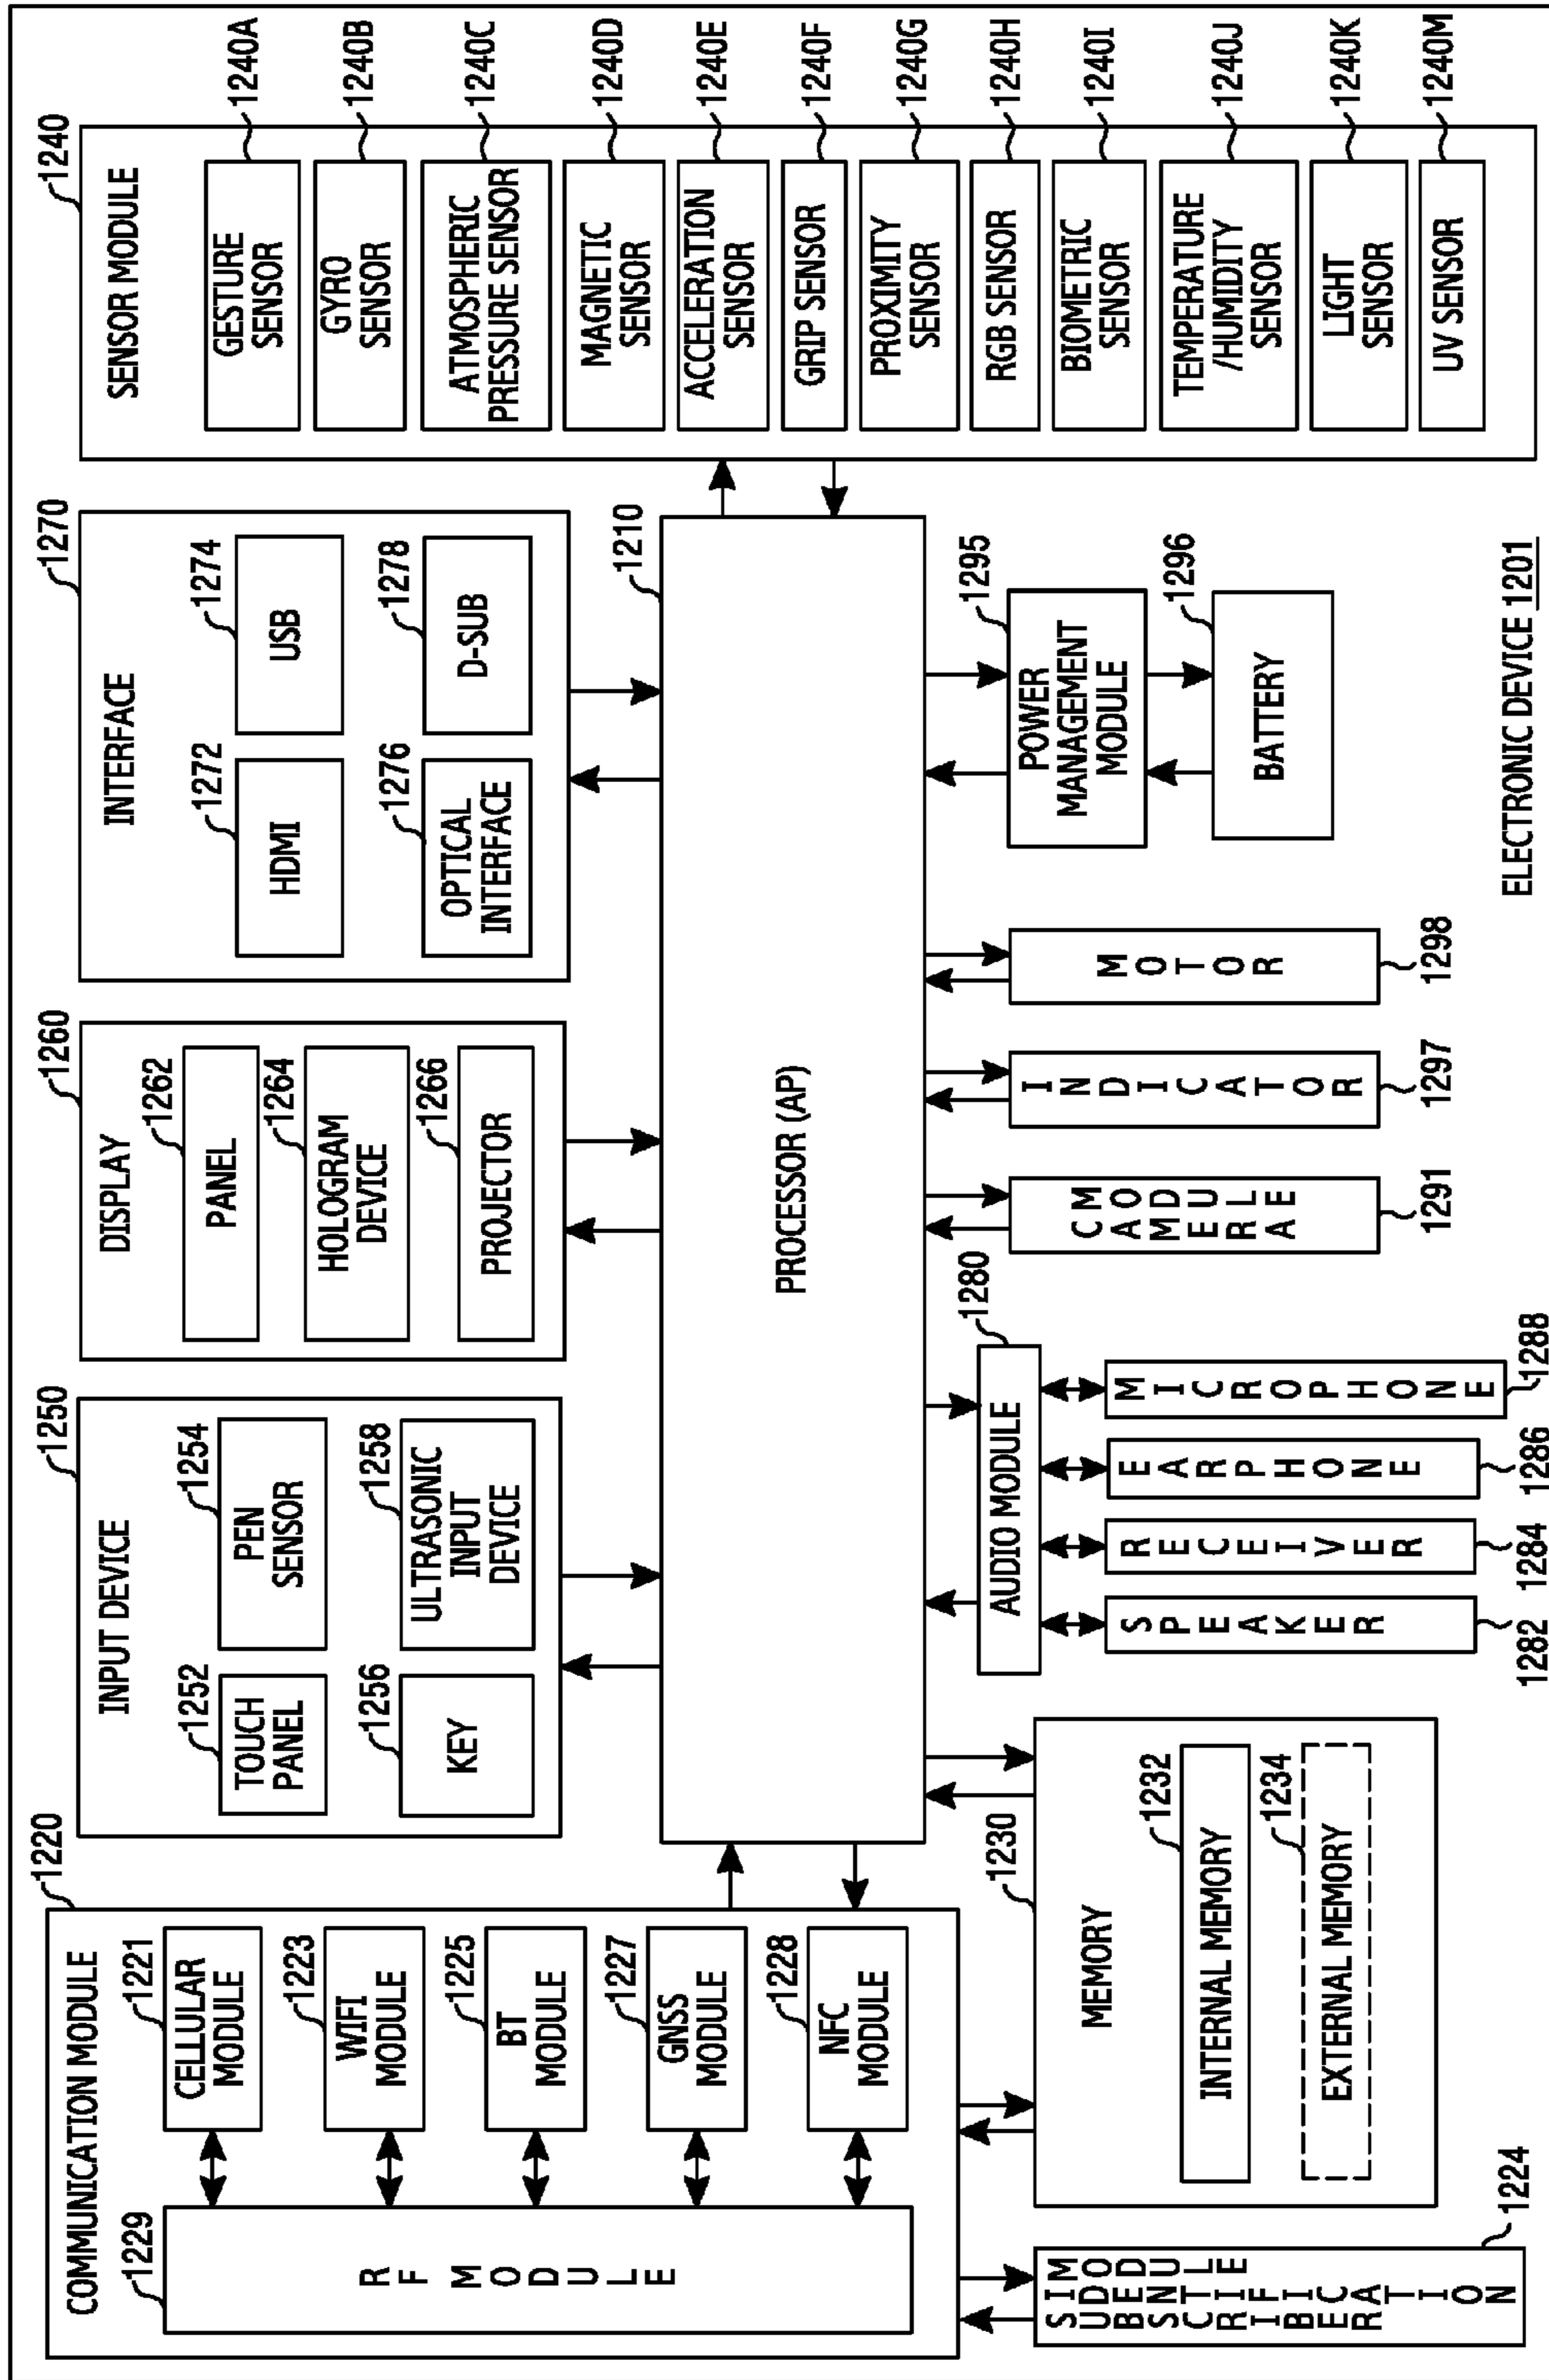 COMMUNICATION MODULE
1220
1229
RF MODULE
1221
CELLULAR
MODULE
1223
WIFI
MODULE
1225
BT
MODULE
1227
GNSS
MODULE
1228
NFC
MODULE
INPUT DEVICE
1250
1252
TOUCH
PANEL
1254
PEN
SENSOR
1256
KEY
1258
ULTRASONIC
INPUT
DEVICE
DISPLAY
1260
1262
PANEL
1264
HOLOGRAM
DEVICE
1266
PROJECTOR
INTERFACE
1270
1272
HDMI
1274
USB
1276
OPTICAL
INTERFACE
1278
D-SUB
SENSOR MODULE
1240
GESTURE
SENSOR
1240A
GYRO
SENSOR
1240B
ATMOSPHERIC
PRESSURE SENSOR
1240C
MAGNETIC
SENSOR
1240D
ACCELERATION
SENSOR
1240E
GRIP SENSOR
1240F
PROXIMITY
SENSOR
1240G
RGB SENSOR
1240H
BIOMETRIC
SENSOR
1240I
TEMPERATURE
/HUMIDITY
SENSOR
1240J
LIGHT
SENSOR
1240K
UV SENSOR
1240M
PROCESSOR (AP)
1210
SUBSCRIBER
IDENTIFICATION
MODULE
1224
1230
MEMORY
1232
INTERNAL MEMORY
1234
EXTERNAL MEMORY
1280
AUDIO MODULE
SPEAKER
1282
RECEIVER
1284
EARPHONE
1286
MICROPHONE
1288
CAMERA
MODULE
1291
INDICATOR
1297
MOTOR
1298
1295
POWER
MANAGEMENT
MODULE
1296
BATTERY
ELECTRONIC DEVICE 1201